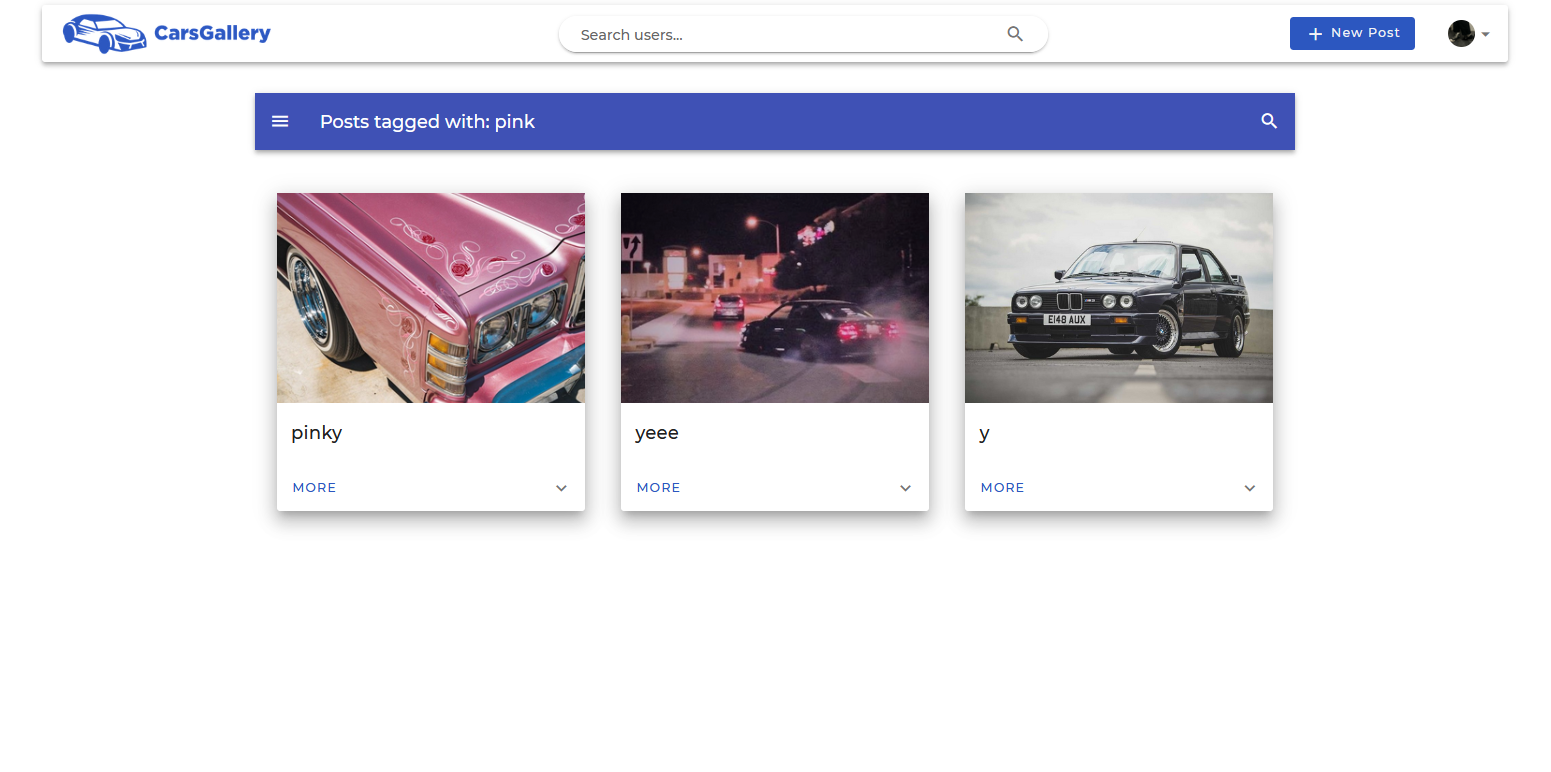 CarsGallery
Search users...
New Post
Posts tagged with: pink
E148 AUX
pinky
yeee
y
MORE
MORE
MORE